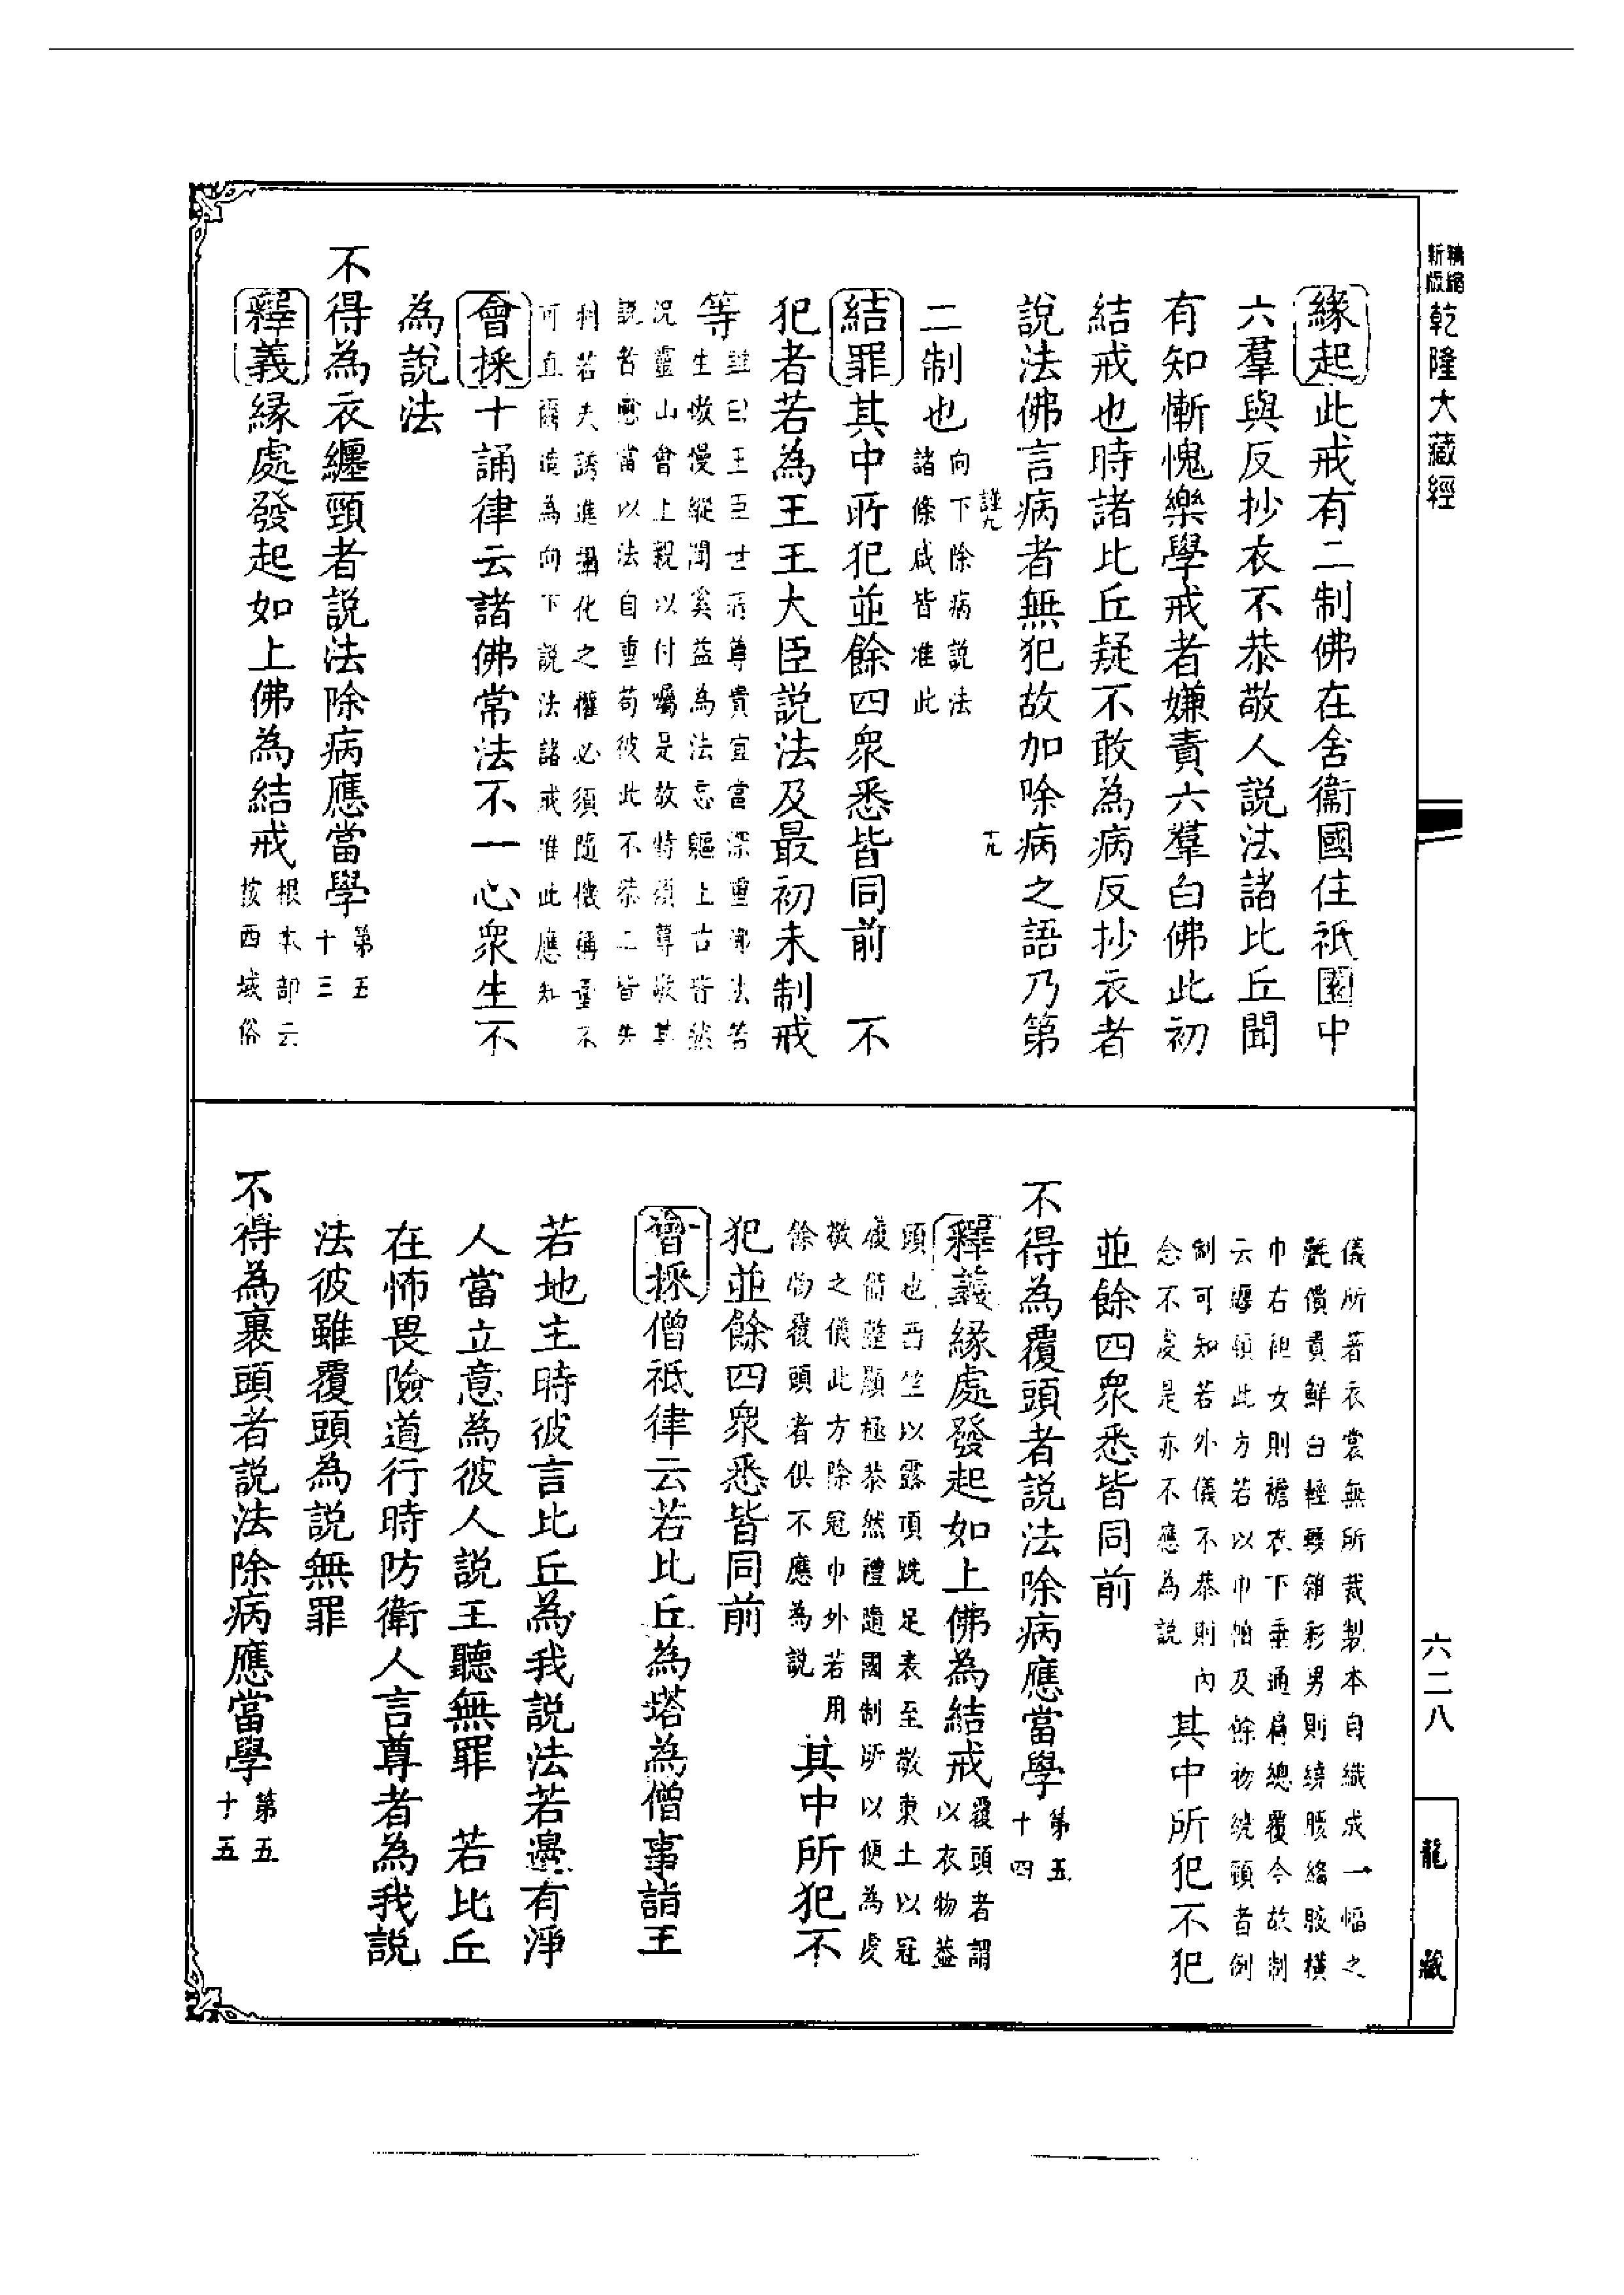 精縮
新版
乾隆大藏經
緣起此戒有二制佛在舍衞國住祇園中
六羣與反抄衣不恭敬人說法諸比丘聞
有知慚愧樂學戒者嫌責六羣白佛此初
結戒也時諸比丘疑不敢為病反抄衣者
說法佛言病者無犯故加除病之語乃第
二制也向下除病說法
諸條咸皆准此
結罪其中所犯並餘四眾悉皆同前 不
犯者若為王王大臣說法及最初未制戒
等註曰王臣世所尊貴宜當深重佛法若
生憍慢縱聞奚益為法忘軀上古皆然
況靈山會上親以付囑是故特須尊敬其
說者應當以法自重苟彼此不恭二皆失
利若夫誘進攝化之權必須隨機稱量不
可直爾造為向下說法諸戒准此應知
會採十誦律云諸佛常法不一心眾生不
為說法
不得為衣纏頸者說法除病應當學第五
十三
釋義緣處發起如上佛為結戒根本部云
按西域俗
六二八
龍藏
儀所著衣裳無所裁製本自織成一幅之
氎價貴鮮白輕賤雜彩男則繞腰絡腋橫
巾右袒女則襜衣下垂通肩總覆今故制
云纏頸此方若以巾帕及餘物繞頸者例
制可知若外儀不恭則內
念不虔是亦不應為說其中所犯不犯
並餘四眾悉皆同前
不得為覆頭者說法除病應當學第五
十四
釋義緣處發起如上佛為結戒覆頭者謂
以衣物蓋
頭也西竺以露頂跣足表至敬東土以冠
履備整顯極恭然禮隨國制所以便為虔
敬之儀此方除冠巾外若用
餘物覆頭者俱不應為說其中所犯不
犯並餘四眾悉皆同前
會採僧祇律云若比丘為塔為僧事詣王
若地主時彼言比丘為我說法若邊有淨
人當立意為彼人說王聽無罪 若比丘
在怖畏險道行時防衛人言尊者為我說
法彼雖覆頭為說無罪
不得為裹頭者說法除病應當學第五
十五